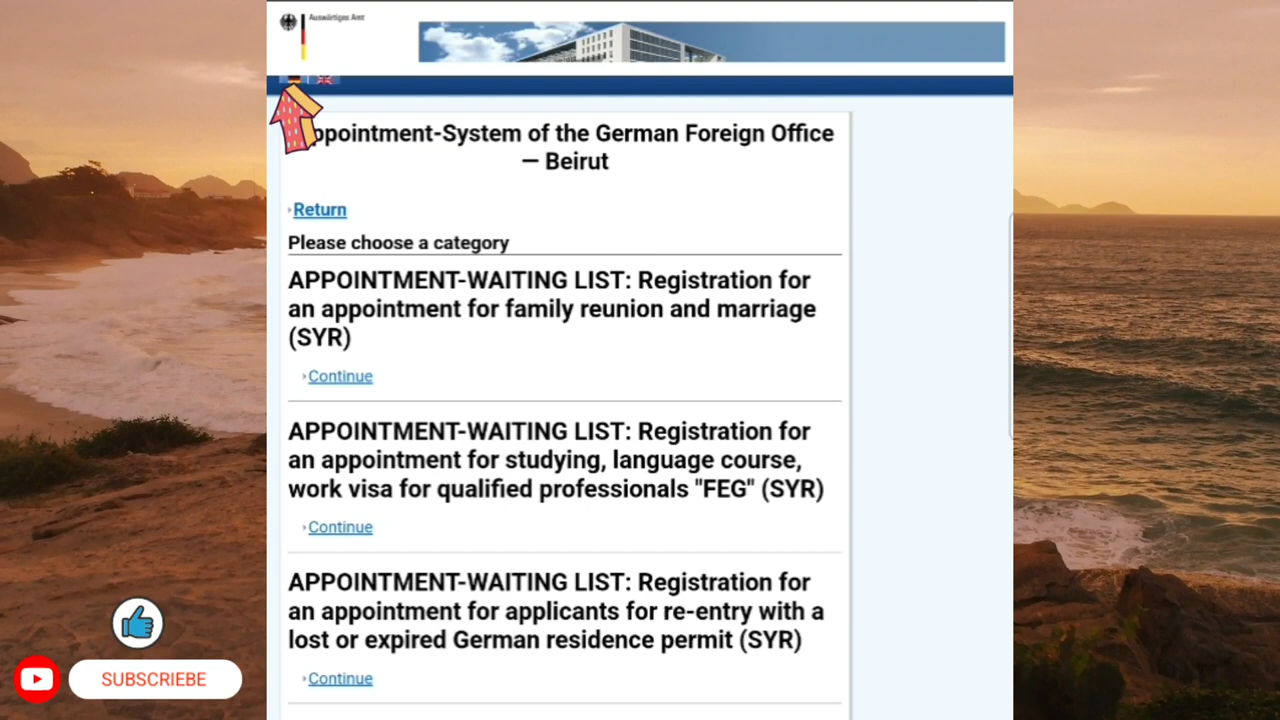 Auswärtiges Amt
ppointment-System of the German Foreign Office
— Beirut
Return
Please choose a category
APPOINTMENT-WAITING LIST: Registration for
an appointment for family reunion and marriage
(SYR)
Continue
APPOINTMENT-WAITING LIST: Registration for
an appointment for studying, language course,
work visa for qualified professionals "FEG" (SYR)
Continue
APPOINTMENT-WAITING LIST: Registration for
an appointment for applicants for re-entry with a
lost or expired German residence permit (SYR)
Continue
SUBSCRIEBE